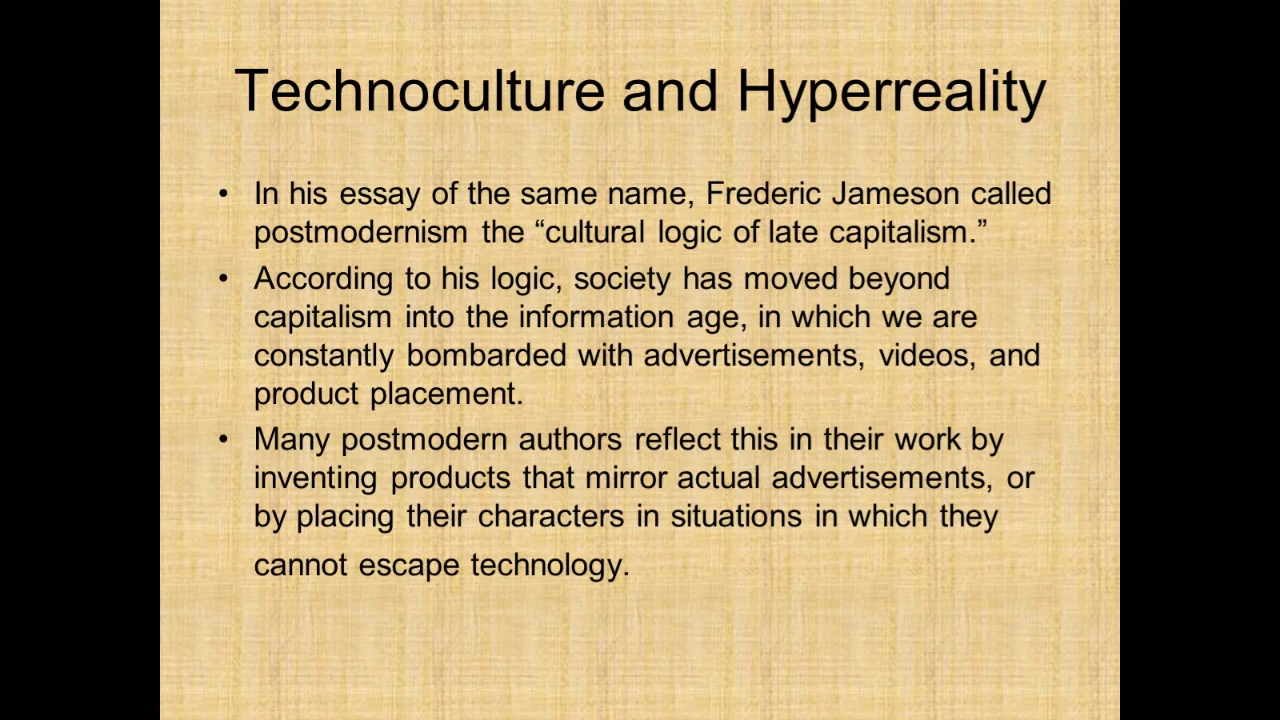 Technoculture and Hyperreality
• In his essay of the same name, Frederic Jameson called
postmodernism the “cultural logic of late capitalism.”
• According to his logic, society has moved beyond
capitalism into the information age, in which we are
constantly bombarded with advertisements, videos, and
product placement.
• Many postmodern authors reflect this in their work by
inventing products that mirror actual advertisements, or
by placing their characters in situations in which they
cannot escape technology.